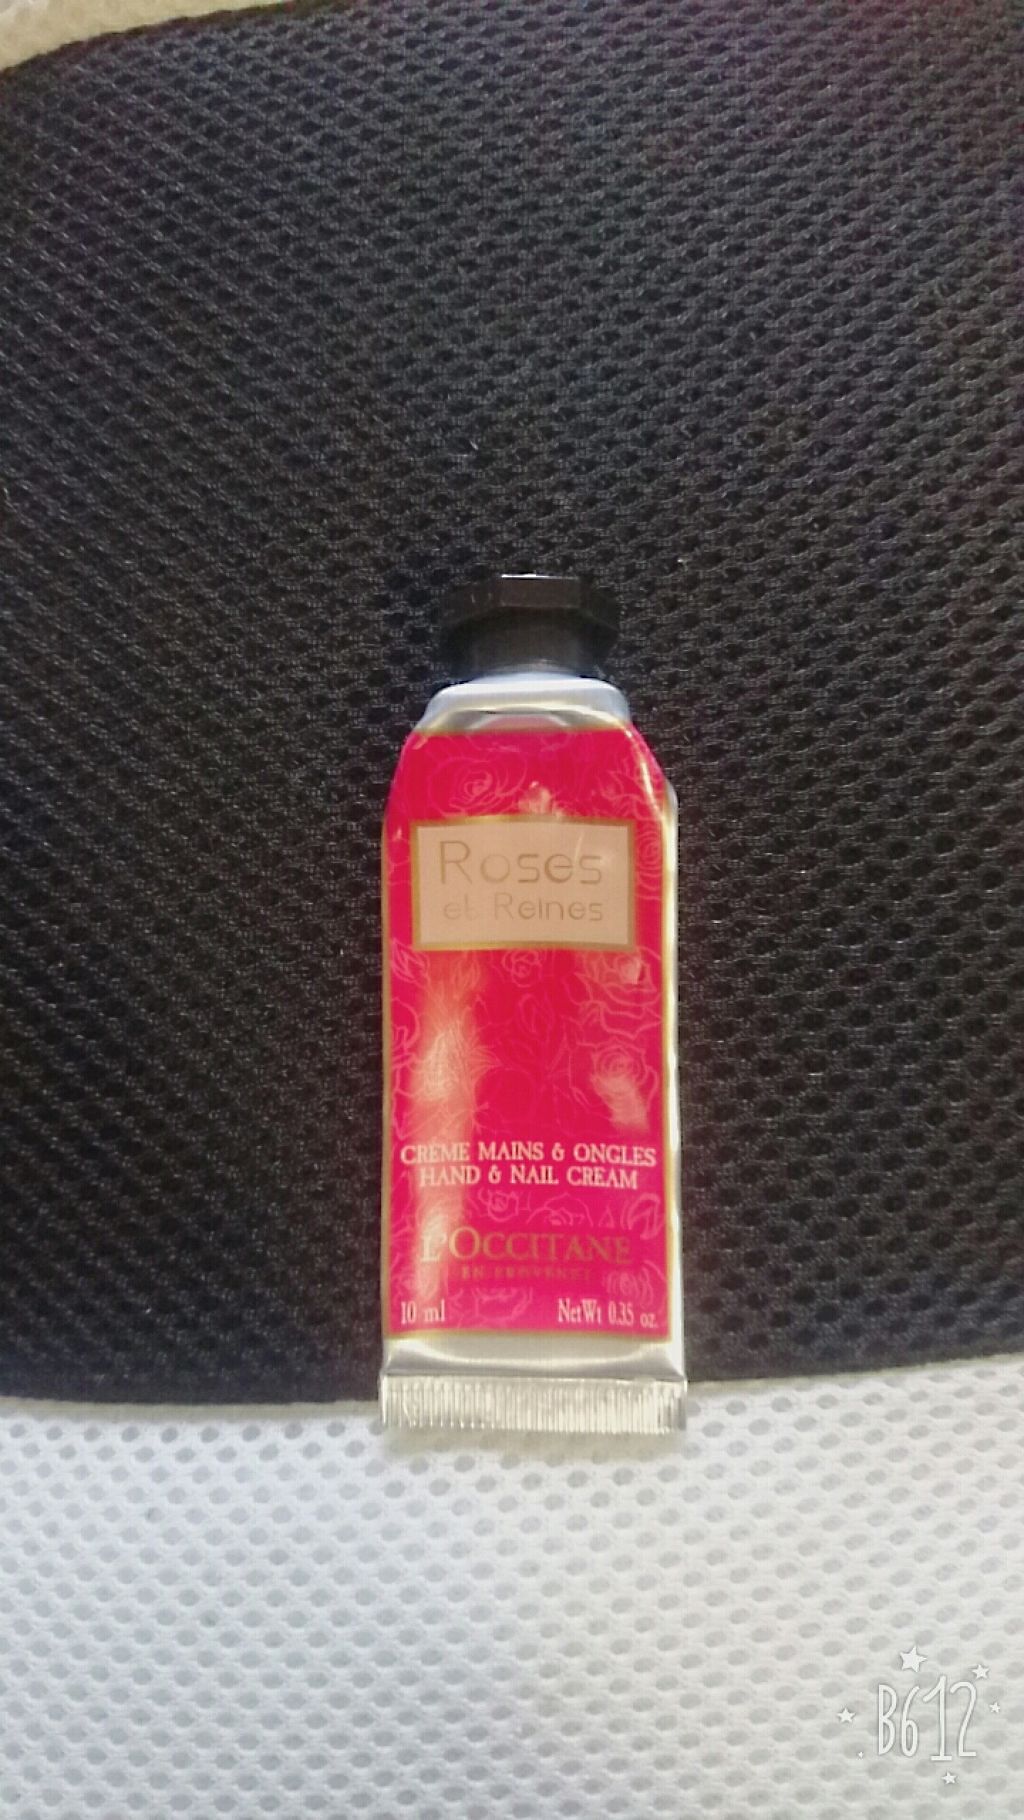 Roses
et Reines
CRÈME MAINS & ONGLES
HAND & NAIL CREAM
L'OCCITANE
EN PROVENCE
10 ml NetWt 0.35 oz.
B612